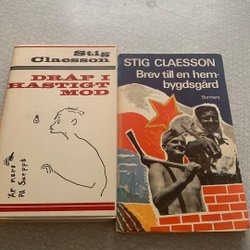 Stig
Claesson
DRÅP I
HASTIGT
MOD
STIG CLAESSON
Brev till en hem-
bygdsgård
Bonniers